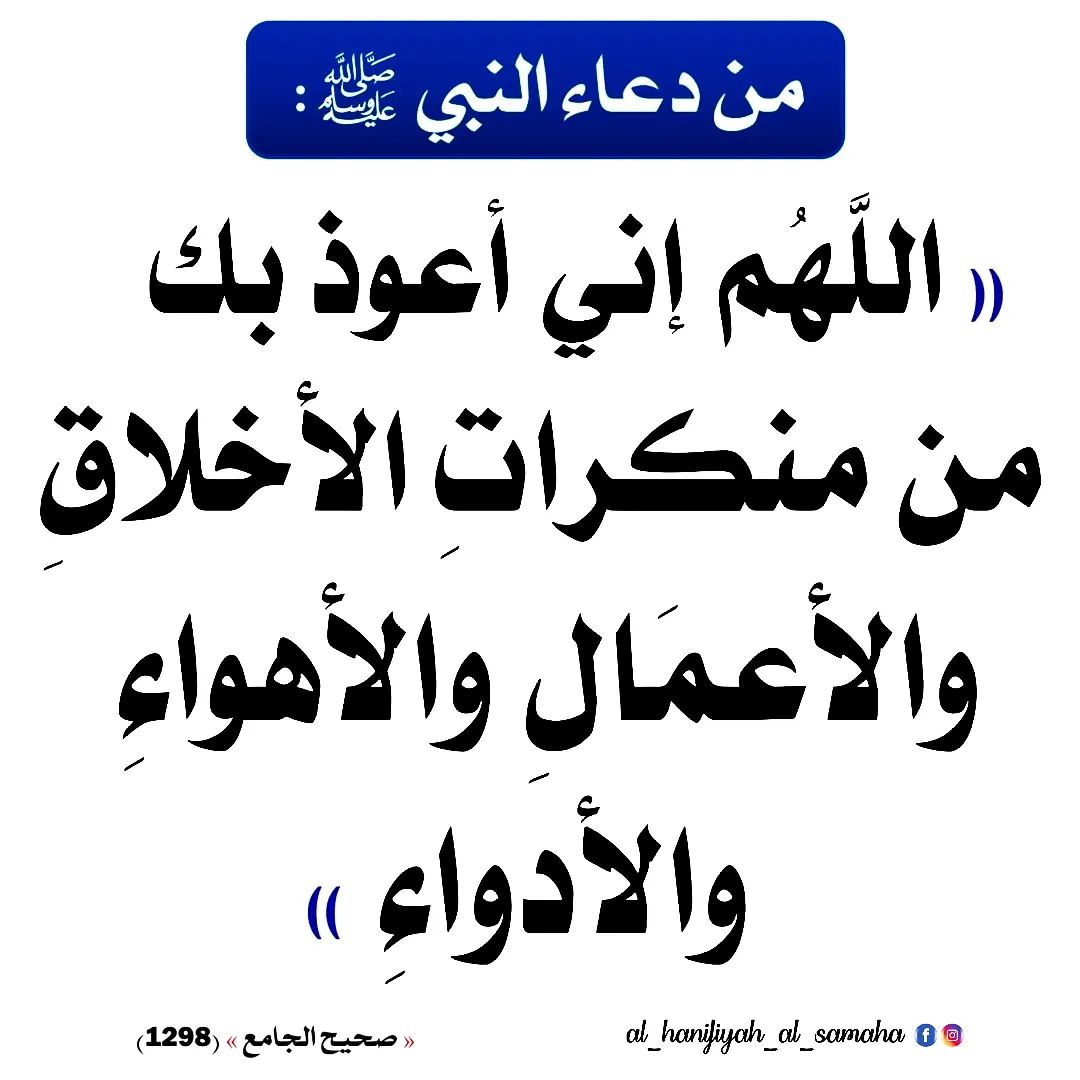 من دعاء النبي ﷺ :
(( اللَّهُم إني أعوذ بك
من منكراتِ الأخلاقِ
والأعمَالِ والأهواءِ
والأدواءِ ))
« صحيح الجامع » (1298)
al_hanifiyah_al_samaha